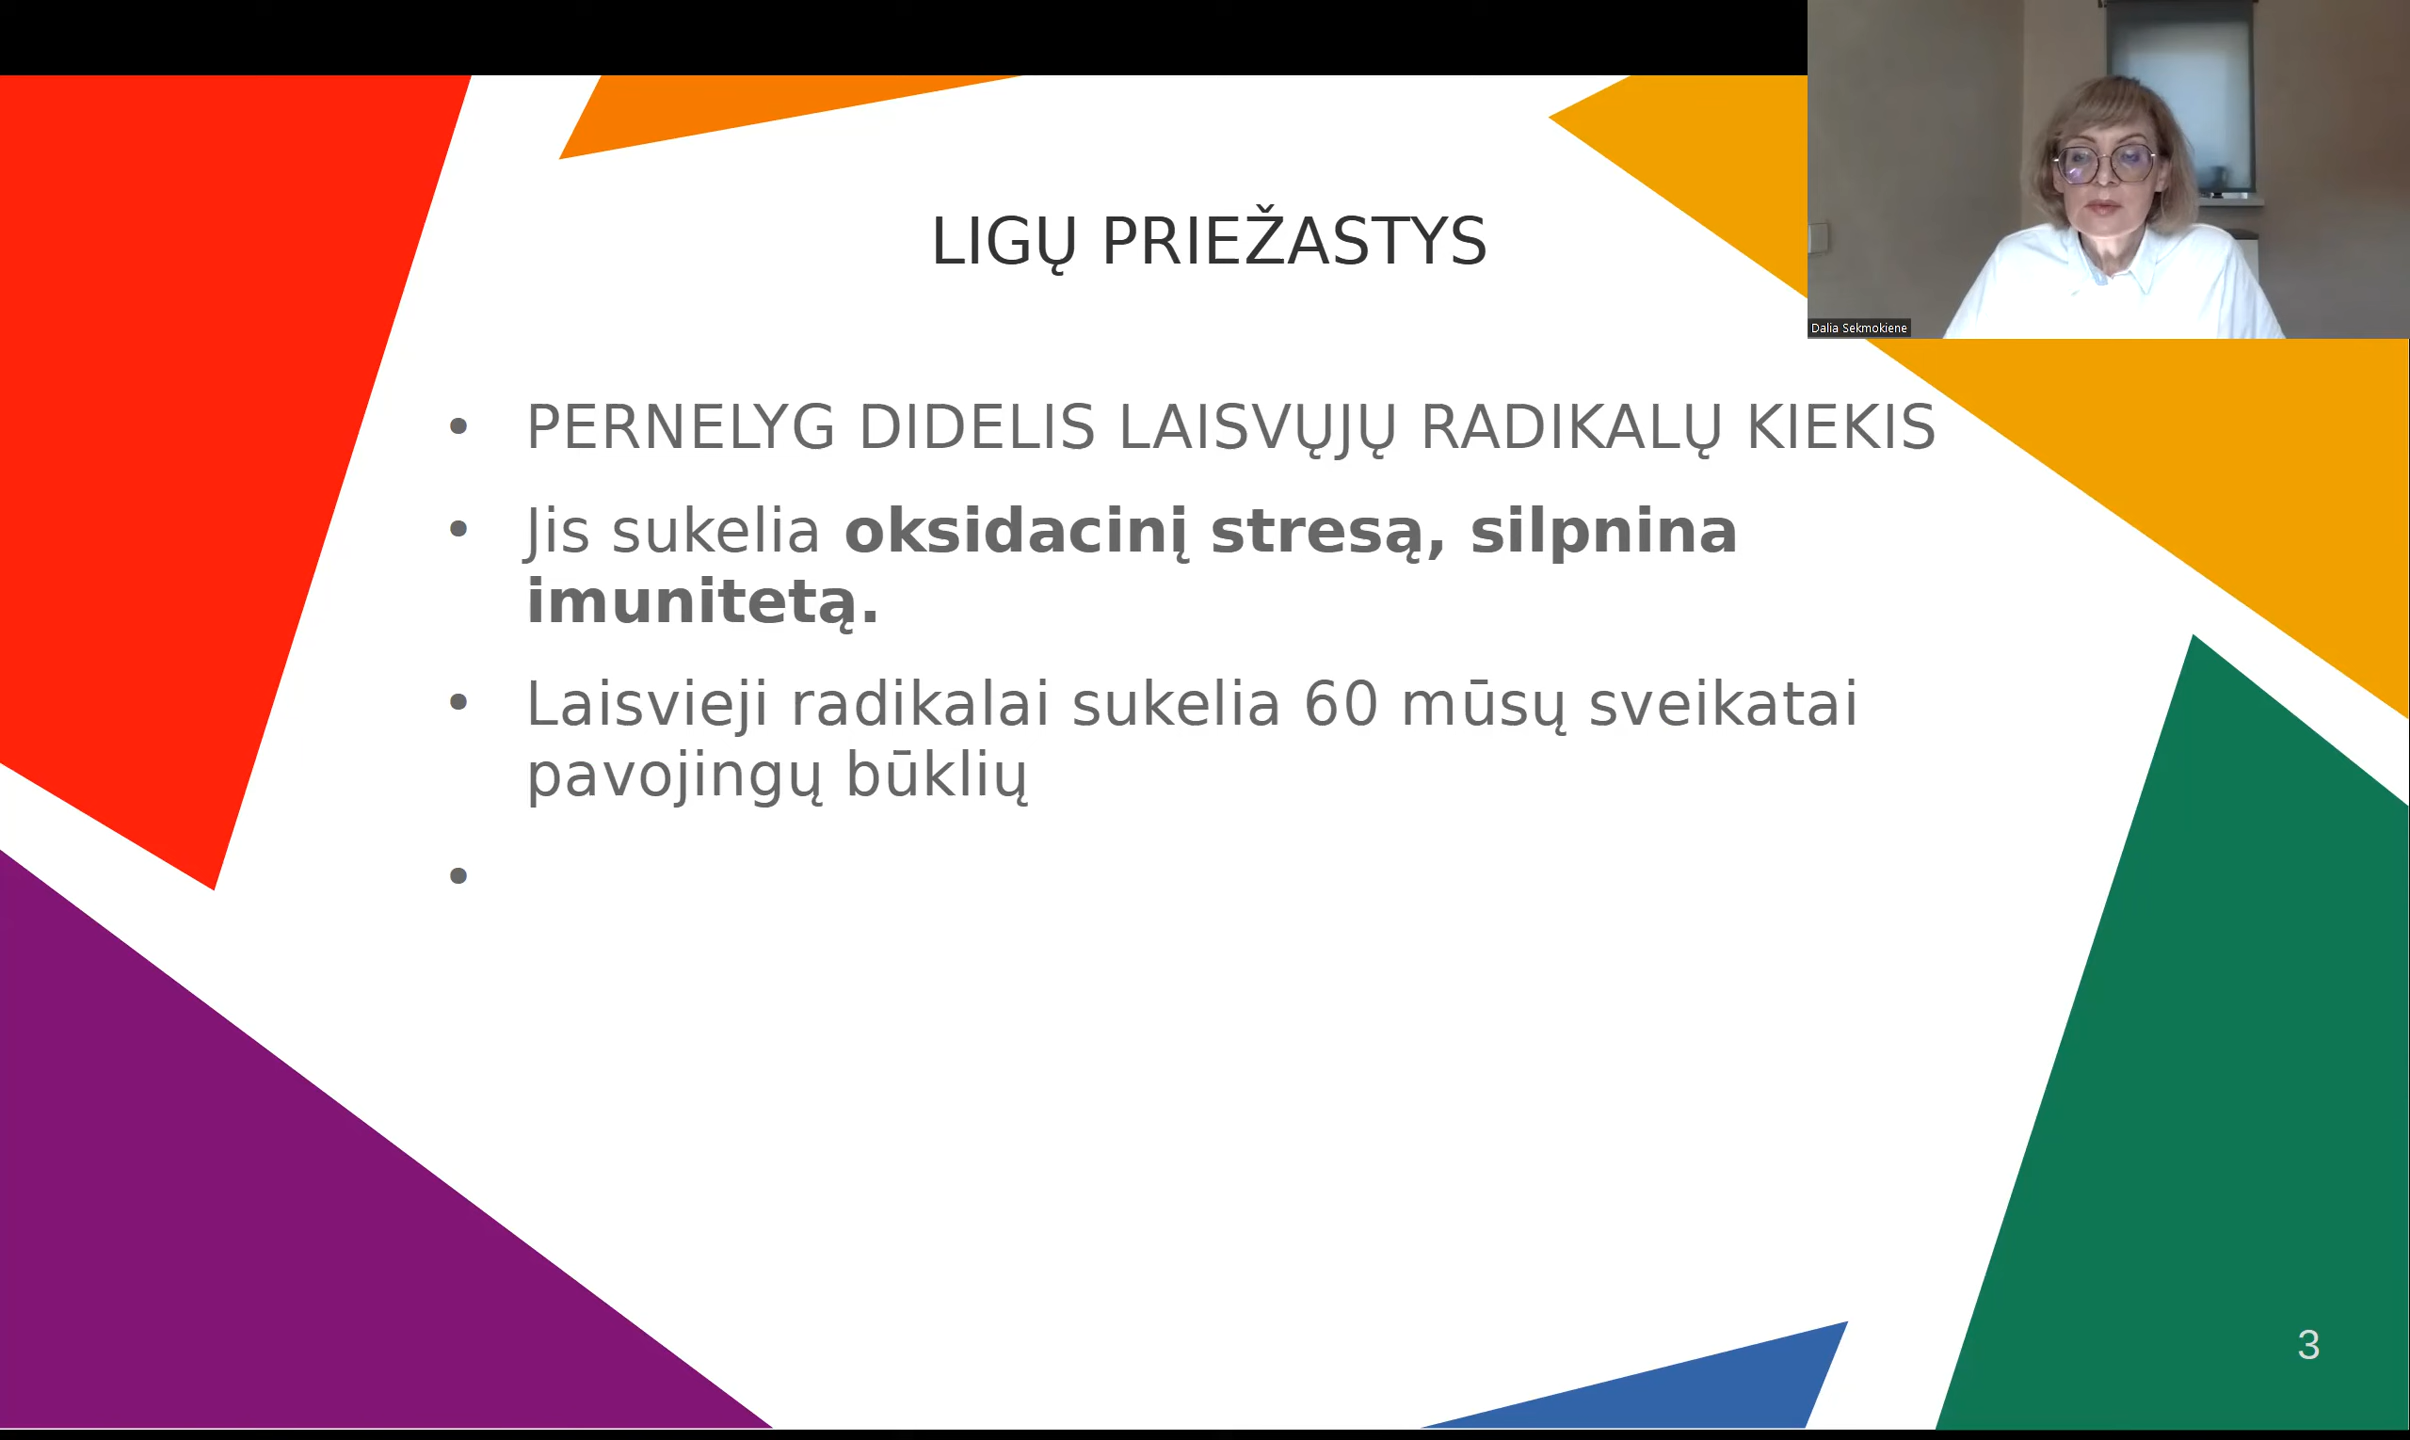 LIGŲ PRIEŽASTYS
Dalia Sekmokiene
• PERNELYG DIDELIS LAISVŲJŲ RADIKALŲ KIEKIS
• Jis sukelia oksidacinį stresą, silpnina
imunitetą.
• Laisvieji radikalai sukelia 60 mūsų sveikatai
pavojingų būklių
•
3